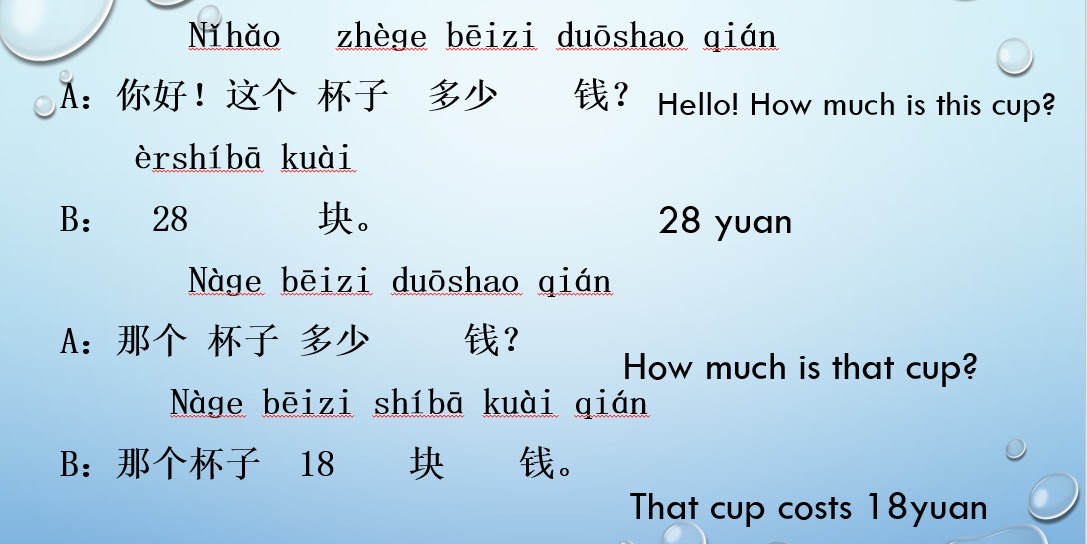 Nǐhǎo zhège bēizi duōshao qián
A：你好！这个 杯子 多少 钱？ Hello! How much is this cup?
èrshíbā kuài
B： 28 块。 28 yuan
Nàge bēizi duōshao qián
A：那个 杯子 多少 钱？
How much is that cup?
Nàge bēizi shíbā kuài qián
B：那个杯子 18 块 钱。
That cup costs 18yuan